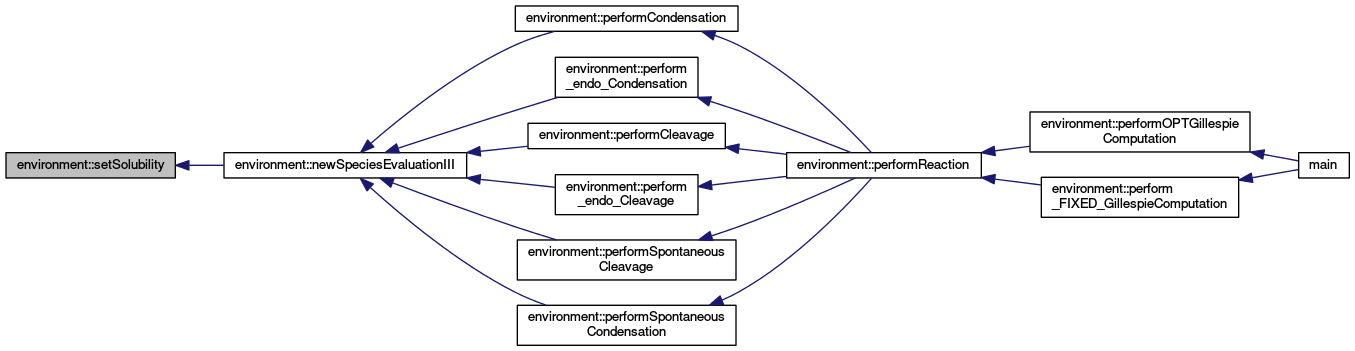 environment::performCondensation
environment::perform
_endo_Condensation
environment::performCleavage
environment::performOPTGillespie
Computation
environment::setSolubility
environment::newSpeciesEvaluationIII
environment::performReaction
main
environment::perform
_endo_Cleavage
environment::perform
_FIXED_GillespieComputation
environment::performSpontaneous
Cleavage
environment::performSpontaneous
Condensation